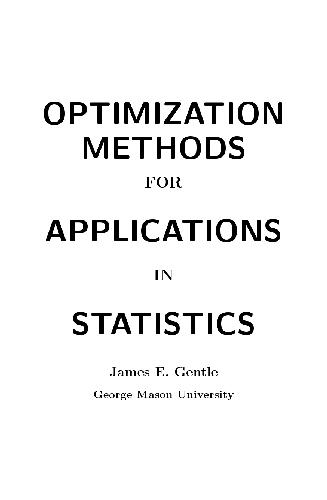 OPTIMIZATION
METHODS
FOR
APPLICATIONS
IN
STATISTICS
James E. Gentle
George Mason University